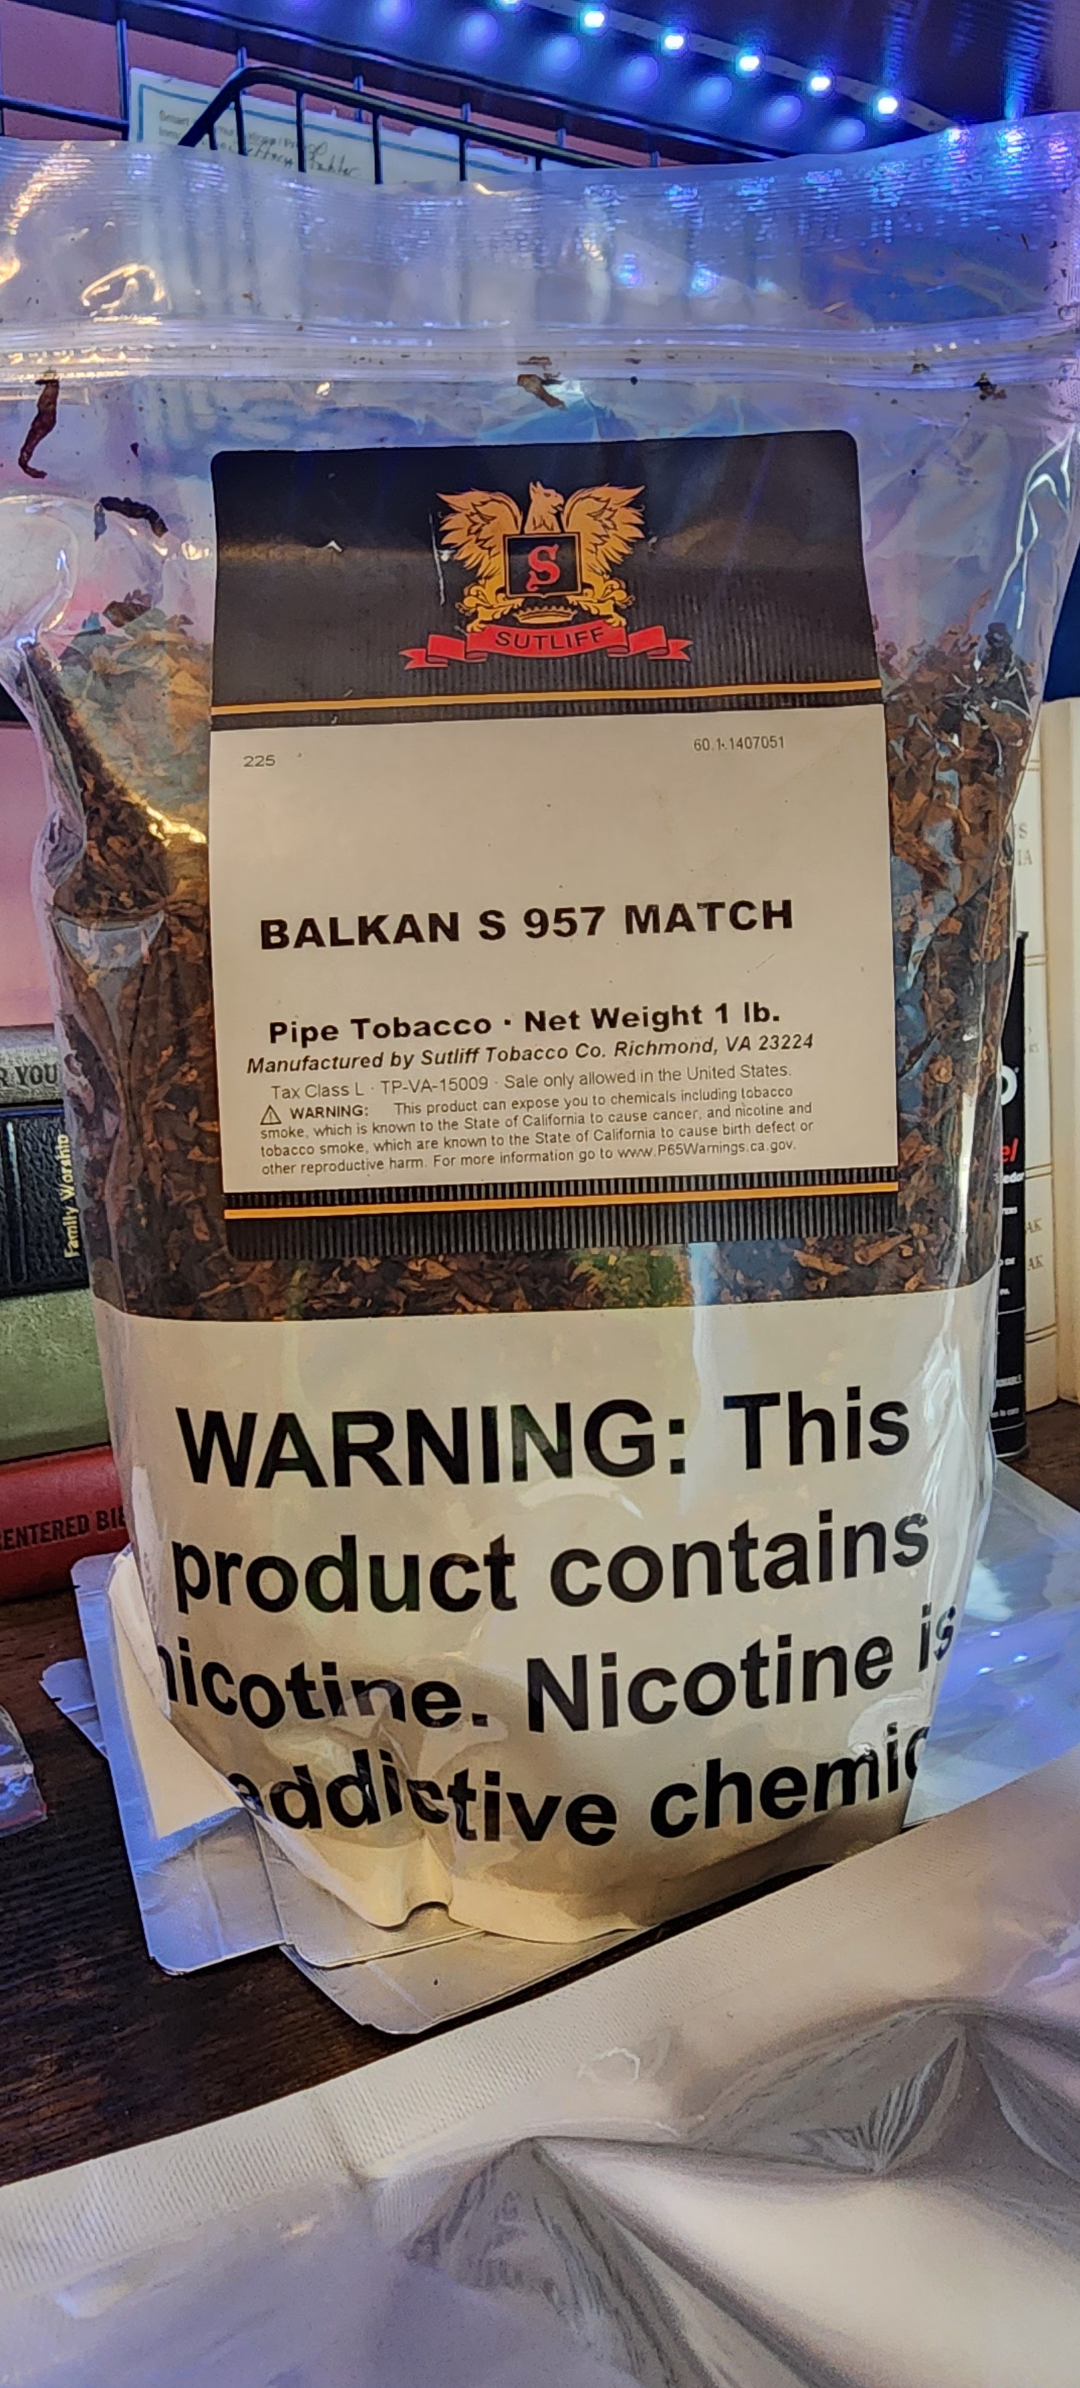 S
SUTLIFF
225
60.1.1407051
BALKAN S 957 MATCH
Pipe Tobacco · Net Weight 1 lb.
Manufactured by Sutliff Tobacco Co. Richmond, VA 23224
Tax Class L · TP-VA-15009 · Sale only allowed in the United States.
WARNING: This product can expose you to chemicals including tobacco
smoke, which is known to the State of California to cause cancer, and nicotine and
tobacco smoke, which are known to the State of California to cause birth defect or
other reproductive harm. For more information go to www.P65Warnings.ca.gov.
WARNING: This
product contains
nicotine. Nicotine is
addictive chemic
R YOU
Family Worship
ENTERED BI